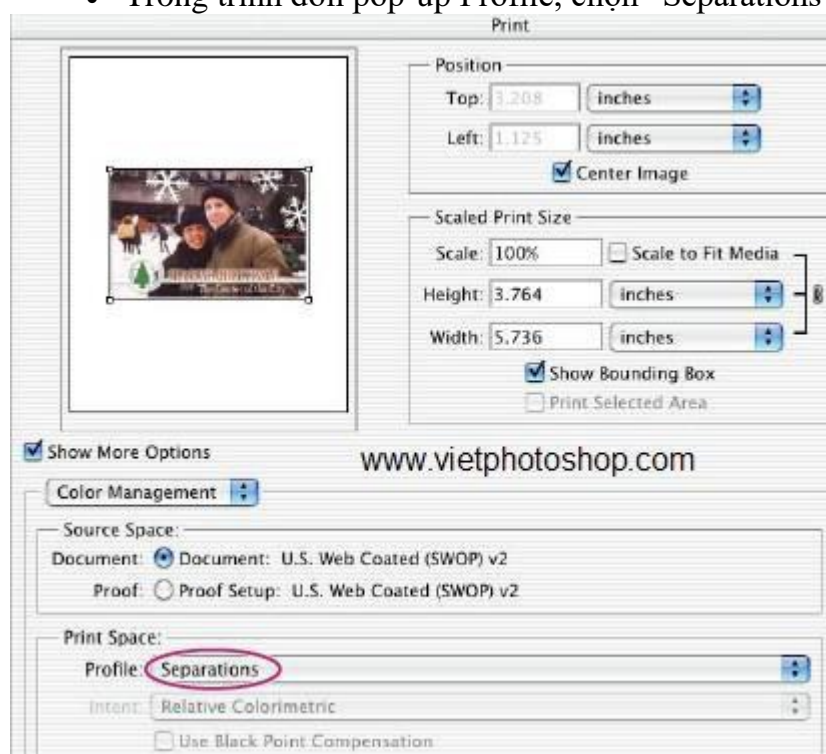 • Trong trình đơn pop-up Profile, chọn "Separations"
Print
Position
Top: 3.208 inches
Left: 1.125 inches
Center Image
Scaled Print Size
Scale: 100% Scale to Fit Media
Height: 3.764 inches
Width: 5.736 inches
Show Bounding Box
Print Selected Area
Show More Options
www.vietphotoshop.com
Color Management
Source Space:
Document: Document: U.S. Web Coated (SWOP) v2
Proof: Proof Setup: U.S. Web Coated (SWOP) v2
Print Space:
Profile: Separations
Intent: Relative Colorimetric
Use Black Point Compensation